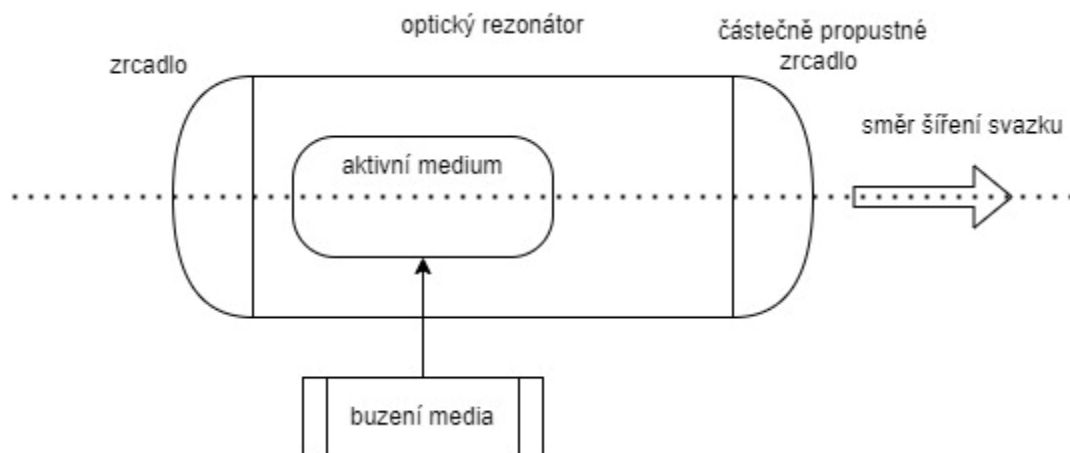 optický rezonátor
částečně propustné
zrcadlo
zrcadlo
směr šíření svazku
aktivní medium
buzení media